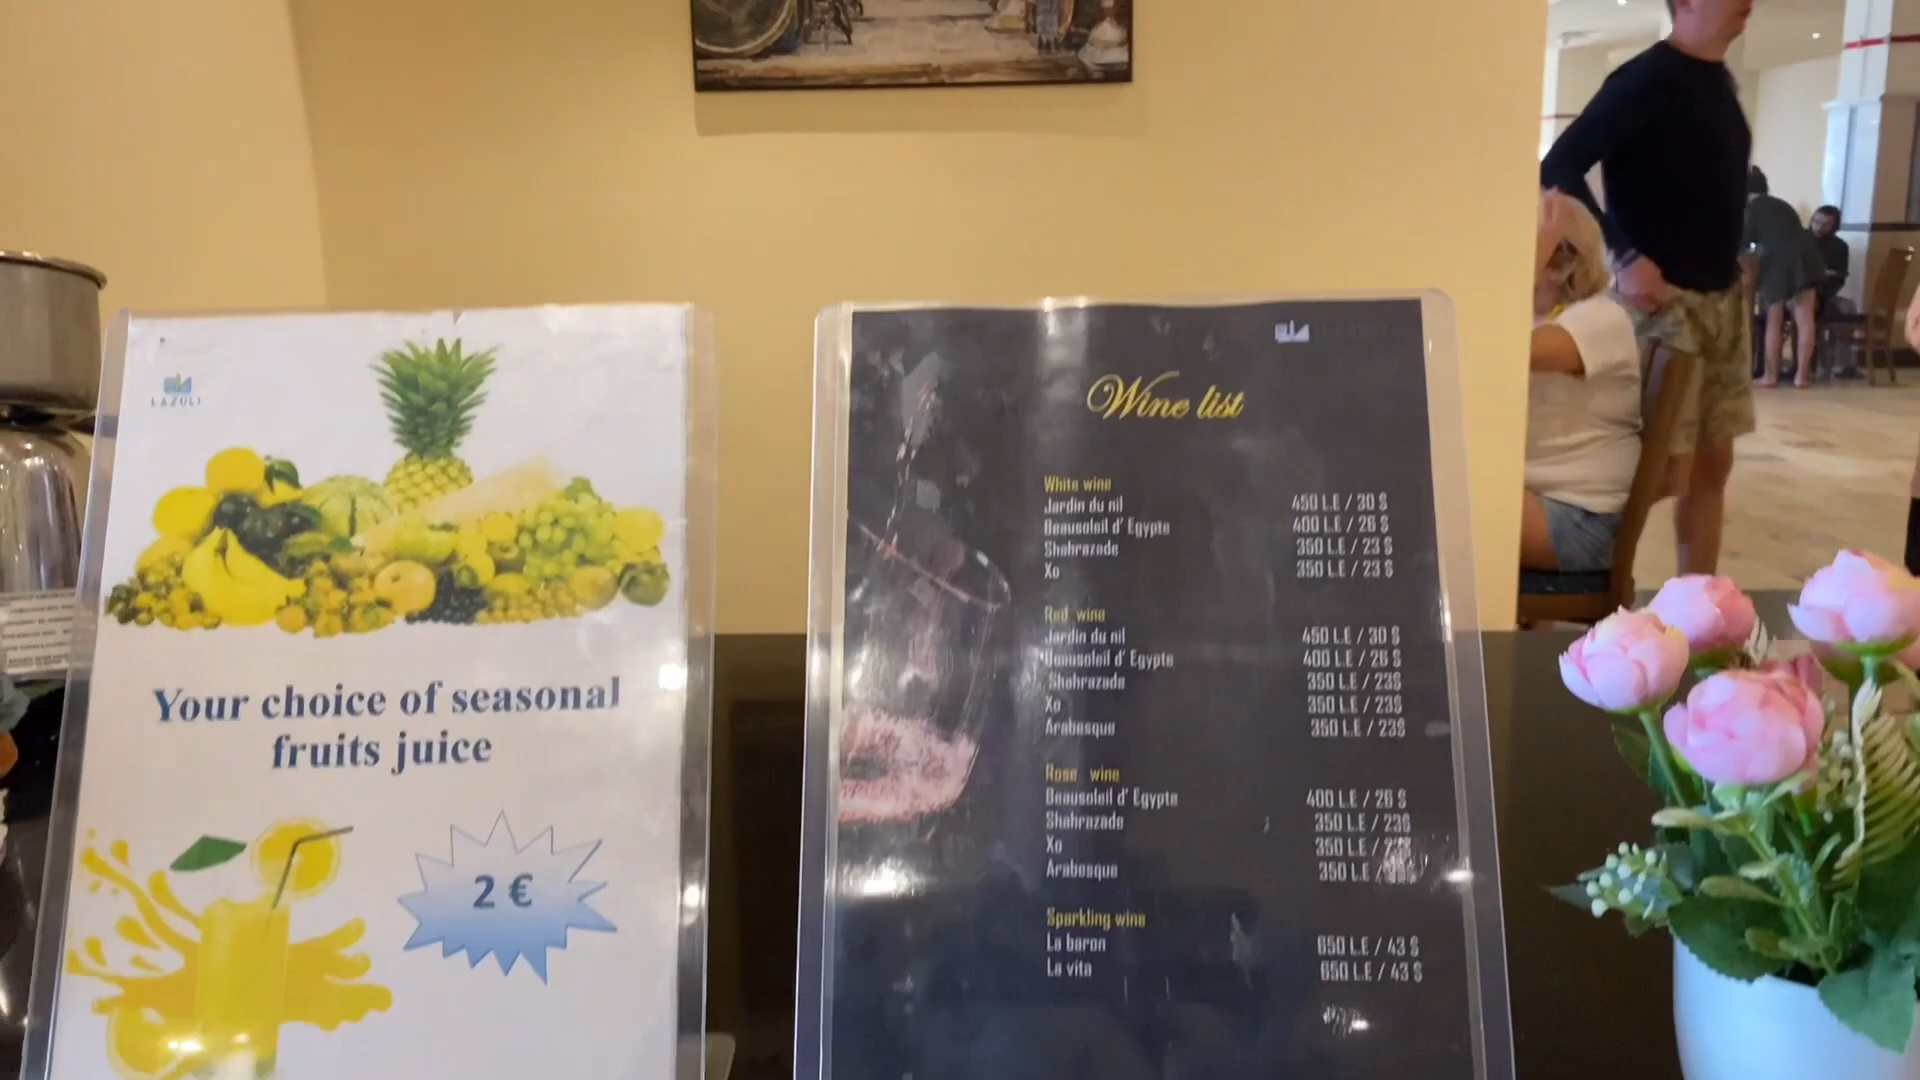 LAZULI
Your choice of seasonal
fruits juice
2 €
Wine list
White wine
Jardin du nil 450 L.E / 30 $
Beausoleil d' Egypte 400 L.E / 26 $
Shahrazade 350 L.E / 23 $
Xo 350 L.E / 23 $
Red wine
Jardin du nil 450 L.E / 30 $
Beausoleil d' Egypte 400 L.E / 26 $
Shahrazade 350 L.E / 23$
Xo 350 L.E / 23$
Arabesque 350 L.E / 23$
Rose wine
Beausoleil d' Egypte 400 L.E / 26 $
Shahrazade 350 L.E / 23$
Xo 350 L.E /
Arabesque 350 L.E /
Sparkling wine
La baron 650 L.E / 43 $
La vita 650 L.E / 43 $